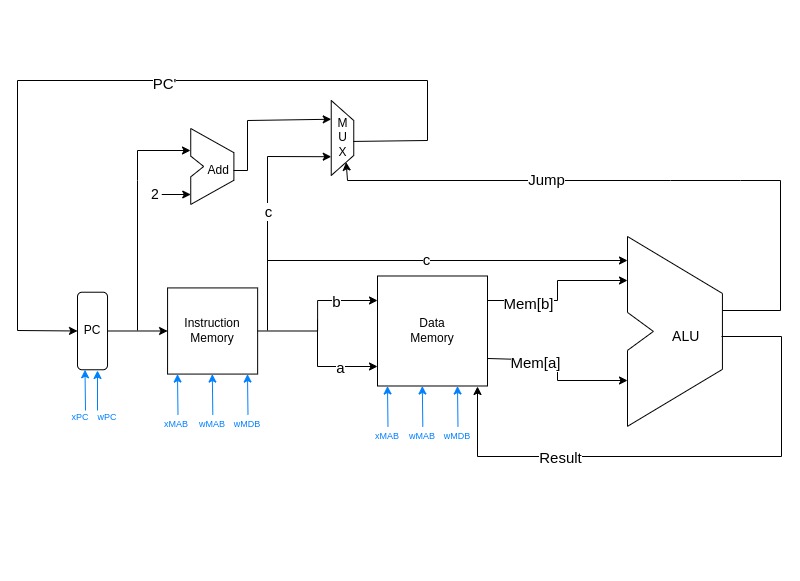 PC'
M
U
X
Add
2
Jump
c
c
b
a
PC
Instruction
Memory
Data
Memory
Mem[b]
Mem[a]
ALU
xPC
wPC
xMAB
wMAB
wMDB
xMAB
wMAB
wMDB
Result